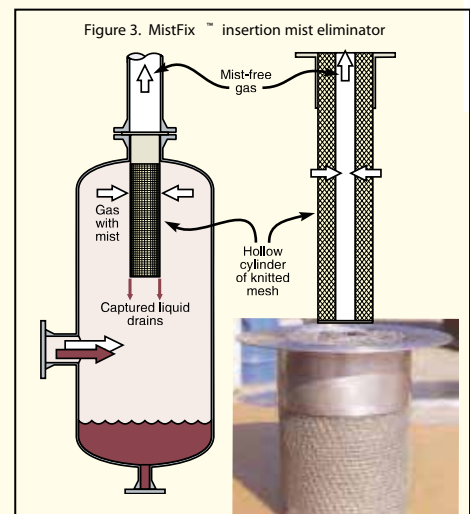 Figure 3. MistFix ™ insertion mist eliminator
Mist-free
gas
Gas
with
mist
Hollow
cylinder
of knitted
mesh
Captured liquid
drains